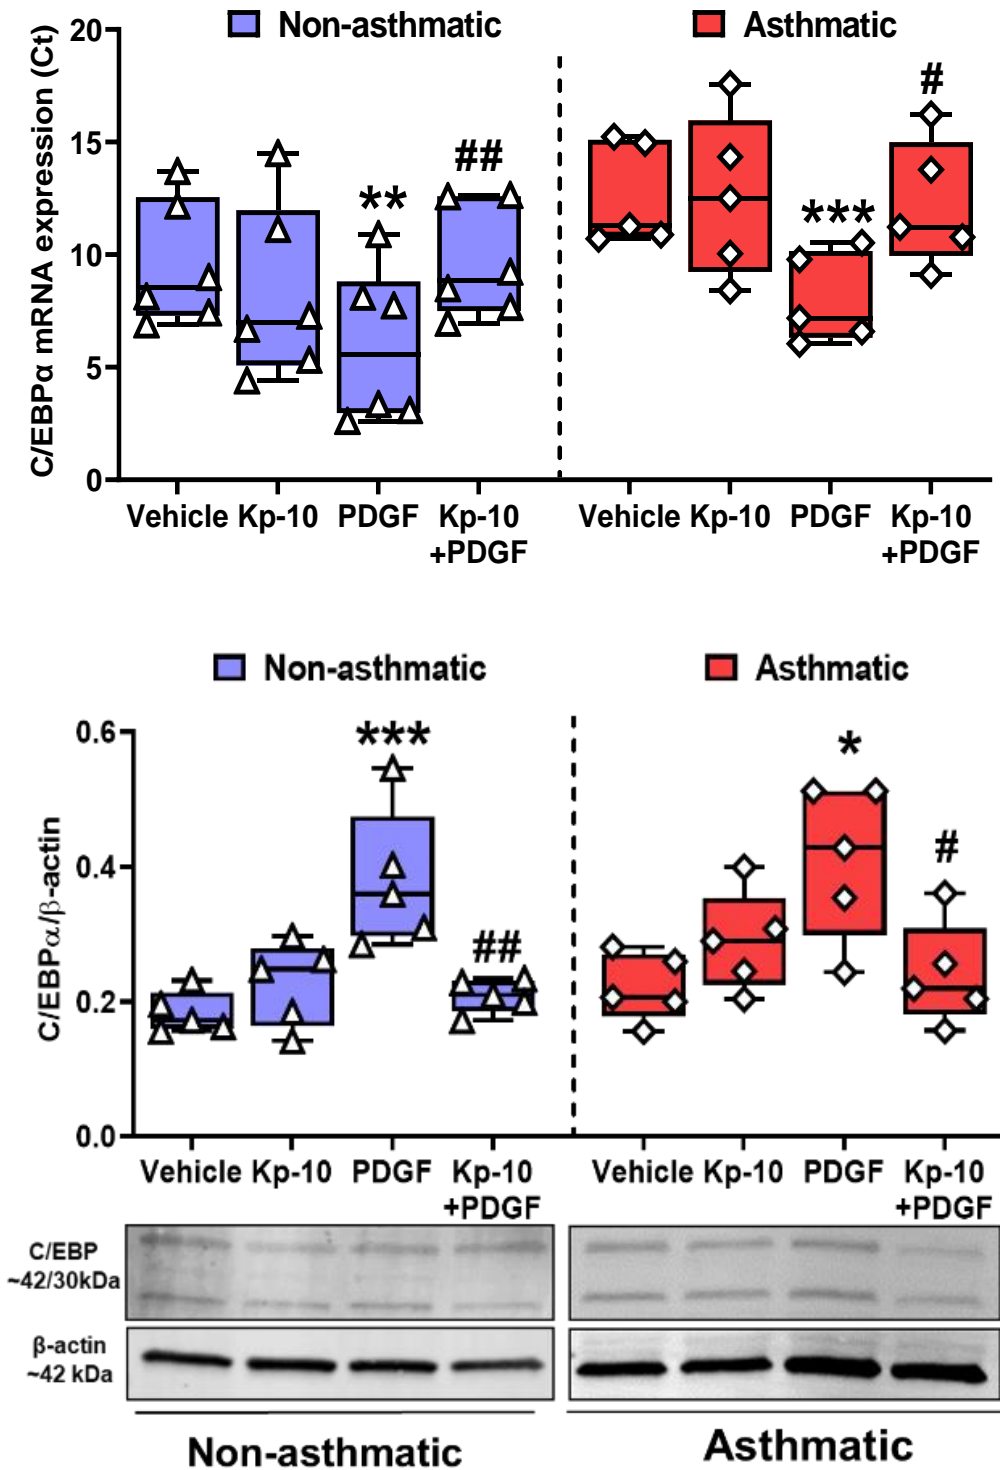 Non-asthmatic
Asthmatic
C/EBPα mRNA expression (Ct)
20
15
10
5
0
**
##
***
#
Vehicle Kp-10 PDGF Kp-10
+PDGF
Vehicle Kp-10 PDGF Kp-10
+PDGF
Non-asthmatic
Asthmatic
C/EBPα/β-actin
0.6
0.4
0.2
0.0
***
##
*
#
Vehicle Kp-10 PDGF Kp-10
+PDGF
Vehicle Kp-10 PDGF Kp-10
+PDGF
C/EBP
~42/30kDa
β-actin
~42 kDa
Non-asthmatic
Asthmatic